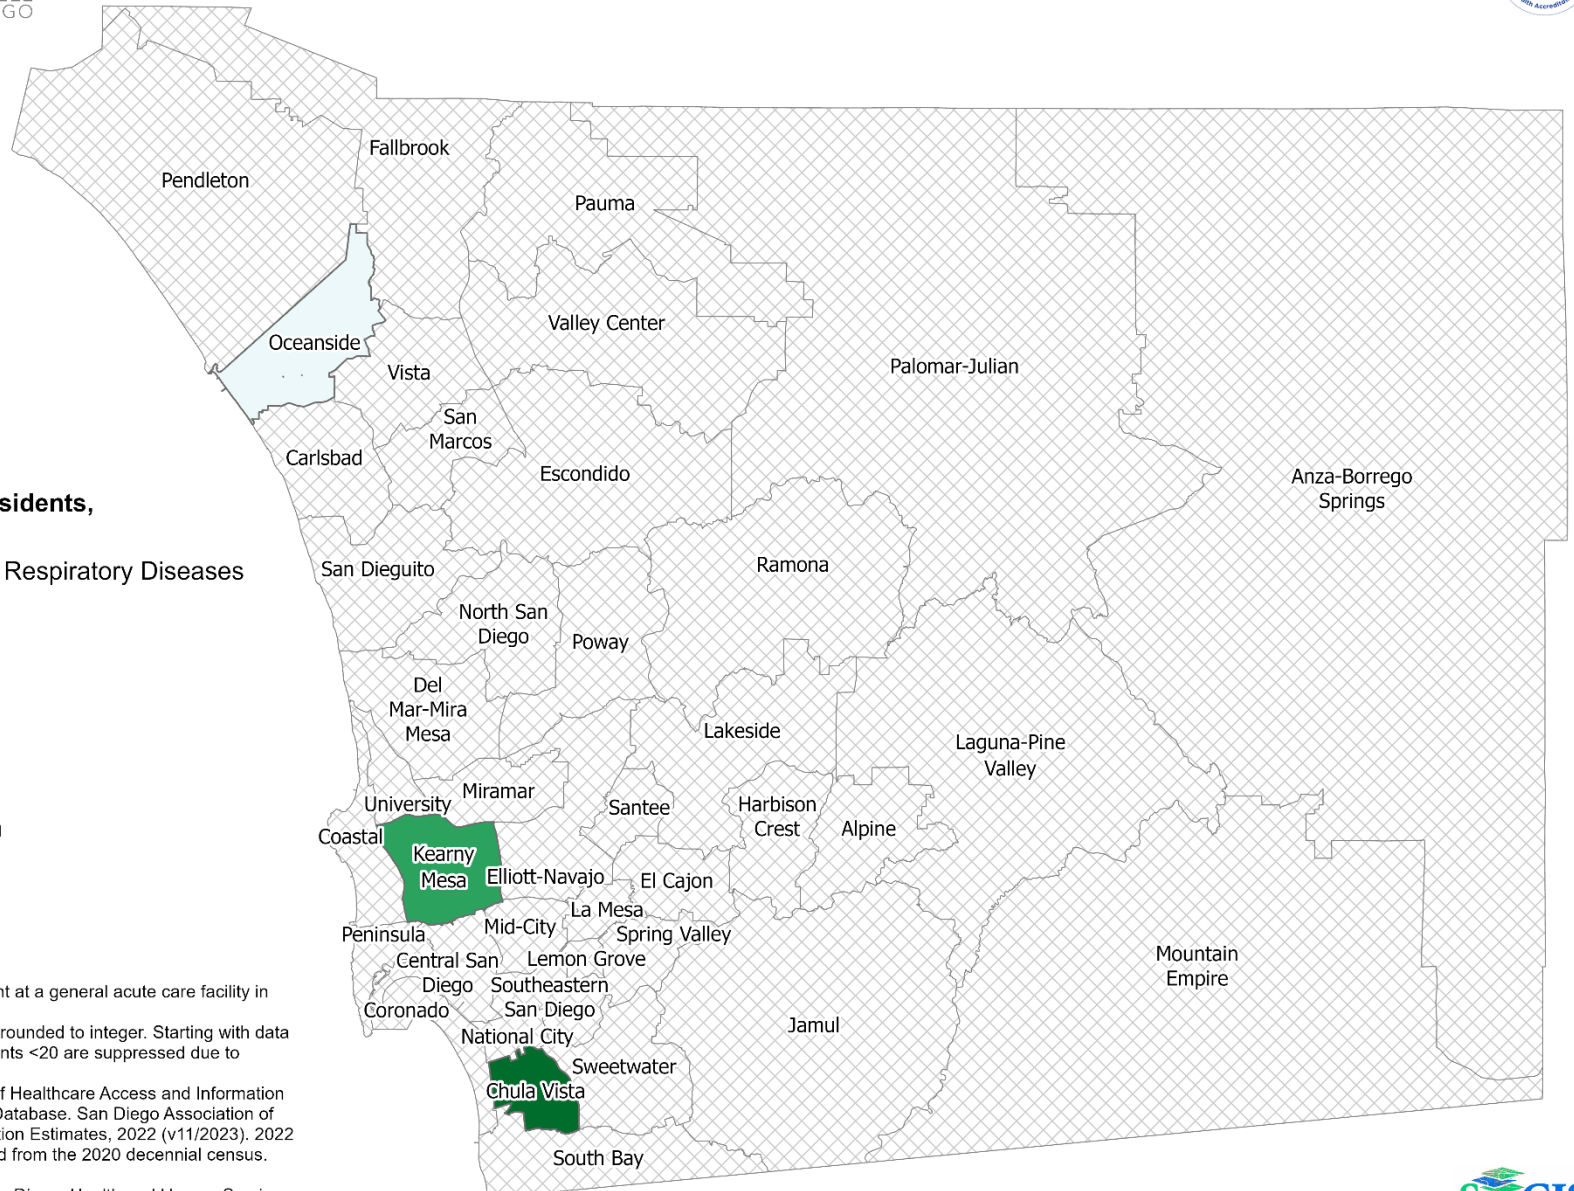 GO
Health Accredita
Fallbrook
Pendleton
Pauma
Oceanside
Valley Center
Vista
Palomar-Julian
San
Marcos
Carlsbad
Escondido
Anza-Borrego
Springs
sidents,
Respiratory Diseases
San Dieguito
Ramona
North San
Diego
Poway
Del
Mar-Mira
Mesa
Lakeside
Laguna-Pine
Valley
Miramar
University
Santee
Harbison
Crest
Alpine
Coastal
Kearny
Mesa
Elliott-Navajo
El Cajon
La Mesa
Mid-City
Peninsula
Spring Valley
Central San
Diego
Lemon Grove
Southeastern
San Diego
Coronado
Mountain
Empire
Jamul
National City
Sweetwater
Chula Vista
South Bay
nt at a general acute care facility in
rounded to integer. Starting with data
nts <20 are suppressed due to
f Healthcare Access and Information
Database. San Diego Association of
tion Estimates, 2022 (v11/2023). 2022
d from the 2020 decennial census.